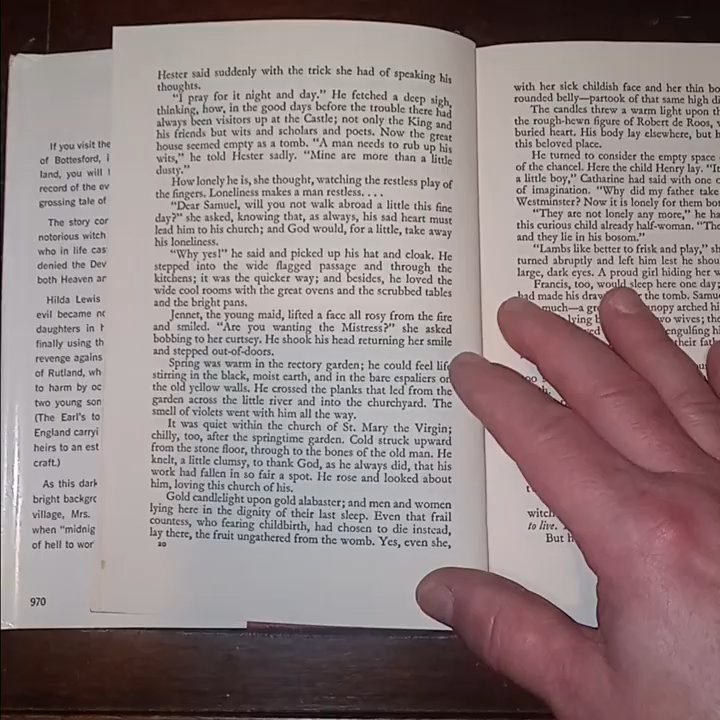 If you visit the
of Bottesford, i
land, you will
record of the ev
grossing tale of
The story cor
notorious witch
who in life cas
denied the Dev
both Heaven ar
Hilda Lewis
evil became no
daughters in
finally using th
revenge agains
of Rutland, wh
to harm by oc
two young son
(The Earl's to
England carryi
heirs to an est
craft.)
As this dark
bright backgro
village, Mrs.
when "midnig
of hell to wor
970
Hester said suddenly with the trick she had of speaking his
thoughts.
"I pray for it night and day." He fetched a deep sigh,
thinking, how, in the good days before the trouble there had
always been visitors up at the Castle; not only the King and
his friends but wits and scholars and poets. Now the great
house seemed empty as a tomb. "A man needs to rub up his
wits," he told Hester sadly. "Mine are more than a little
dusty."
How lonely he is, she thought, watching the restless play of
the fingers. Loneliness makes a man restless. . . .
"Dear Samuel, will you not walk abroad a little this fine
day?" she asked, knowing that, as always, his sad heart must
lead him to his church; and God would, for a little, take away
his loneliness.
"Why yes!" he said and picked up his hat and cloak. He
stepped into the wide flagged passage and through the
kitchens; it was the quicker way; and besides, he loved the
wide cool rooms with the great ovens and the scrubbed tables
and the bright pans.
Jennet, the young maid, lifted a face all rosy from the fire
and smiled. "Are you wanting the Mistress?" she asked
bobbing to her curtsey. He shook his head returning her smile
and stepped out-of-doors.
Spring was warm in the rectory garden; he could feel life
stirring in the black, moist earth, and in the bare espaliers on
the old yellow walls. He crossed the planks that led from the
garden across the little river and into the churchyard. The
smell of violets went with him all the way.
It was quiet within the church of St. Mary the Virgin;
chilly, too, after the springtime garden. Cold struck upward
from the stone floor, through to the bones of the old man. He
knelt, a little clumsy, to thank God, as he always did, that his
work had fallen in so fair a spot. He rose and looked about
him, loving this church of his.
Gold candlelight upon gold alabaster; and men and women
lying here in the dignity of their last sleep. Even that frail
countess, who fearing childbirth, had chosen to die instead,
lay there, the fruit ungathered from the womb. Yes, even she,
20
with her sick childish face and her thin bo
rounded belly—partook of that same high di
The candles threw a warm light upon th
the rough-hewn figure of Robert de Roos,
buried heart. His body lay elsewhere, but h
this beloved place.
He turned to consider the empty space
of the chancel. Here the child Henry lay. "It
a little boy," Catharine had said with one o
of imagination. "Why did my father take
Westminster? Now it is lonely for them bot
"They are not lonely any more," he ha
this curious child already half-woman. "The
and they lie in his bosom."
"Lambs like better to frisk and play," sh
turned abruptly and left him lest he shou
large, dark eyes. A proud girl hiding her w
Francis, too, would sleep here one day;
had made his draw the tomb. Samu
much—a gre nopy arched hi
lying b two wives; the
engulfing hi
their fath
witch
to live.
But h